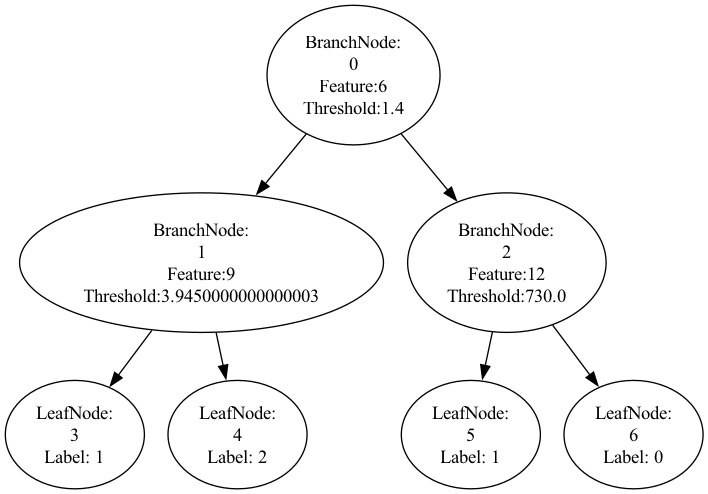 BranchNode:
0
Feature:6
Threshold:1.4
BranchNode:
1
Feature:9
Threshold:3.9450000000000003
BranchNode:
2
Feature:12
Threshold:730.0
LeafNode:
3
Label: 1
LeafNode:
4
Label: 2
LeafNode:
5
Label: 1
LeafNode:
6
Label: 0